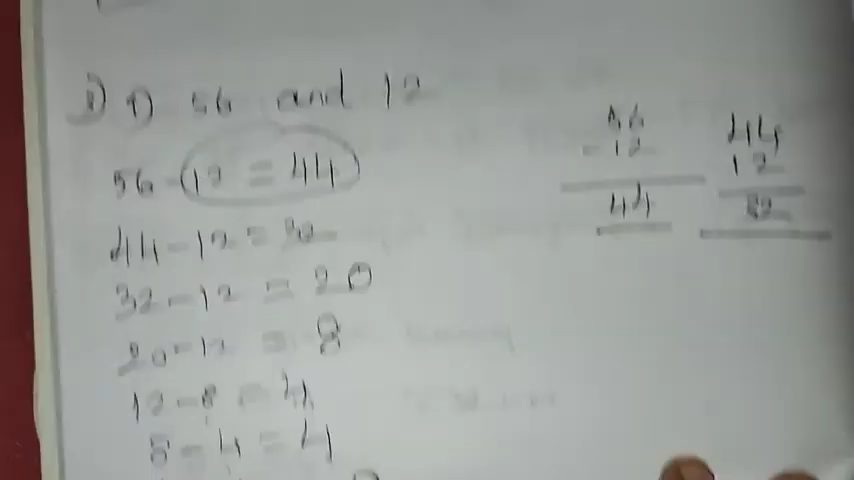 1) 56 and 12
56 - 12 = 44
44 - 12 = 32
32 - 12 = 20
20 - 12 = 8
12 - 8 = 4
8 - 4 = 4
56
- 12
44
44
12
32